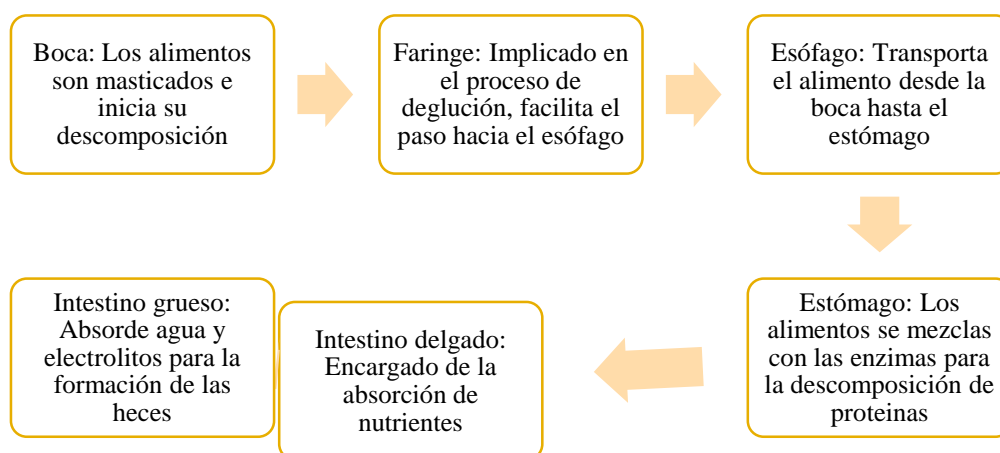 Boca: Los alimentos
son masticados e
inicia su
descomposición
Faringe: Implicado en
el proceso de
deglución, facilita el
paso hacia el esófago
Esófago: Transporta
el alimento desde la
boca hasta el
estómago
Estómago: Los
alimentos se mezclas
con las enzimas para
la descomposición de
proteinas
Intestino delgado:
Encargado de la
absorción de
nutrientes
Intestino grueso:
Absorde agua y
electrolitos para la
formación de las
heces